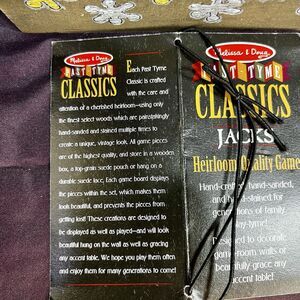 Melissa & Doug
PAST TYME
CLASSICS
Each Past Tyme
Classic is crafted
with the care and
attention of a cherished heirloom-using only
the finest select woods which are painstakingly
hand-sanded and stained multiple times to
create a unique, vintage look. All game pieces
are of the highest quality, and store in a wooden
box, a top-grain suede pouch or hang on a
durable suede lace. Each game board displays
the pieces within the set, which makes them
look beautiful, and prevents the pieces from
getting lost! These creations are designed to
be displayed as well as played—and will look
beautiful hung on the wall as well as gracing
any accent table. We hope you play them often
and enjoy them for many generations to come!
Melissa & Doug
PAST TYME
CLASSICS
JACKS
Heirloom Quality Game
Hand-crafted, hand-sanded,
and hand-stained for
generations of family
play-tyme!
Designed to decorate
game-room walls or
beautifully grace any
accent table!